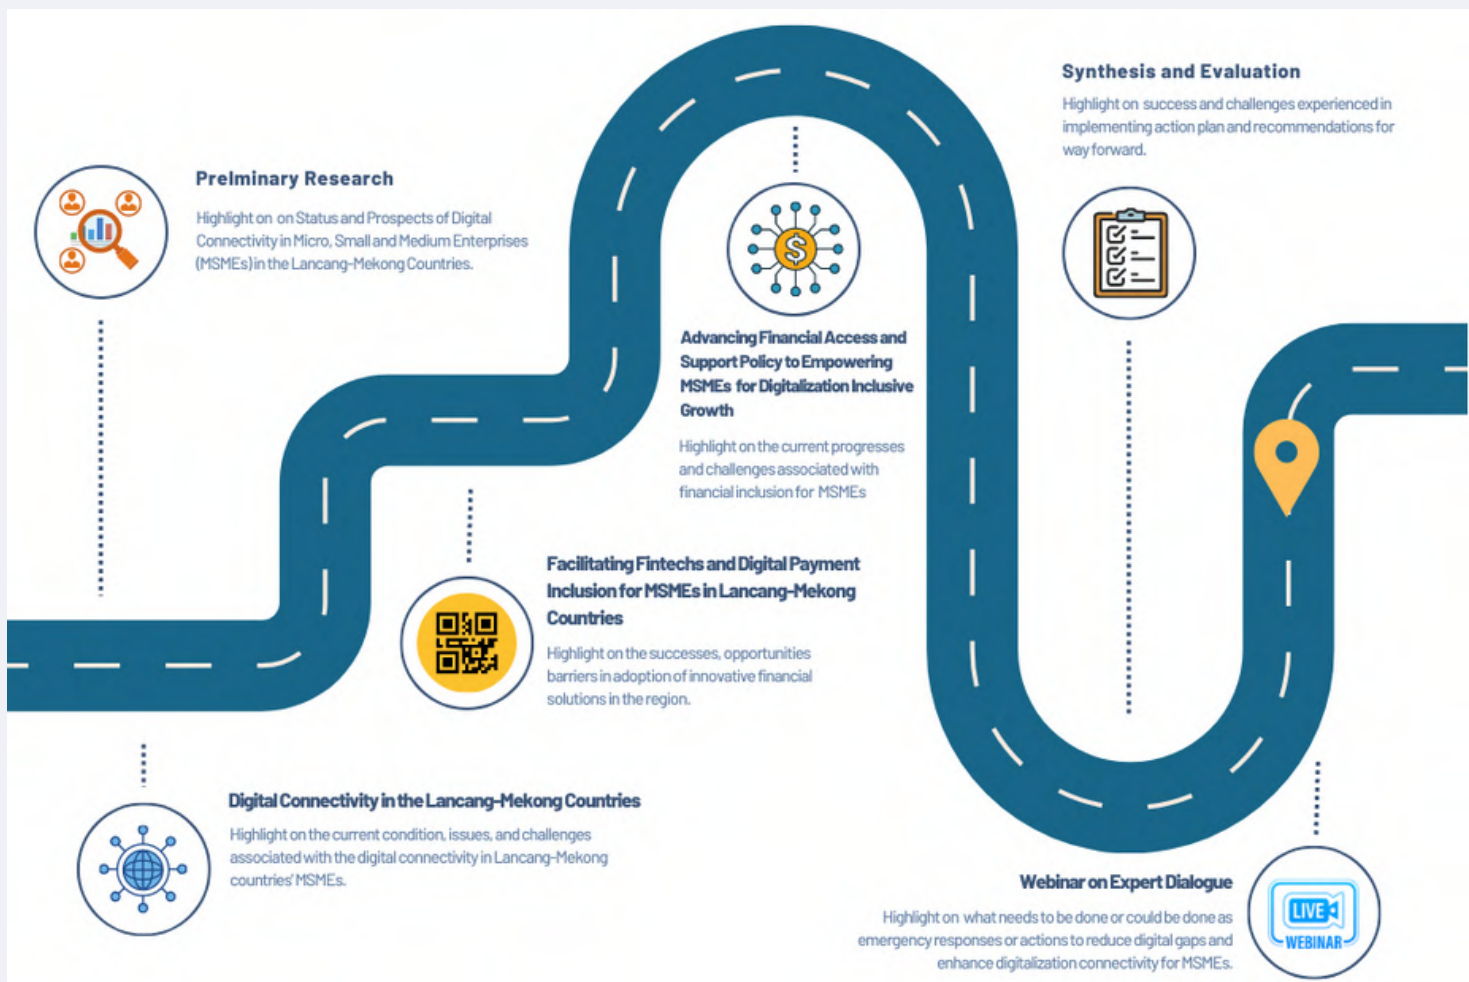 Prelminary Research
Highlight on on Status and Prospects of Digital
Connectivity in Micro, Small and Medium Enterprises
(MSMEs) in the Lancang-Mekong Countries.
Digital Connectivity in the Lancang-Mekong Countries
Highlight on the current condition, issues, and challenges
associated with the digital connectivity in Lancang-Mekong
countries' MSMEs.
Facilitating Fintechs and Digital Payment
Inclusion for MSMEs in Lancang-Mekong
Countries
Highlight on the successes, opportunities
barriers in adoption of innovative financial
solutions in the region.
Advancing Financial Access and
Support Policy to Empowering
MSMEs for Digitalization Inclusive
Growth
Highlight on the current progresses
and challenges associated with
financial inclusion for MSMEs
Synthesis and Evaluation
Highlight on success and challenges experienced in
implementing action plan and recommendations for
way forward.
Webinar on Expert Dialogue
Highlight on what needs to be done or could be done as
emergency responses or actions to reduce digital gaps and
enhance digitalization connectivity for MSMEs.
LIVE
WEBINAR
$